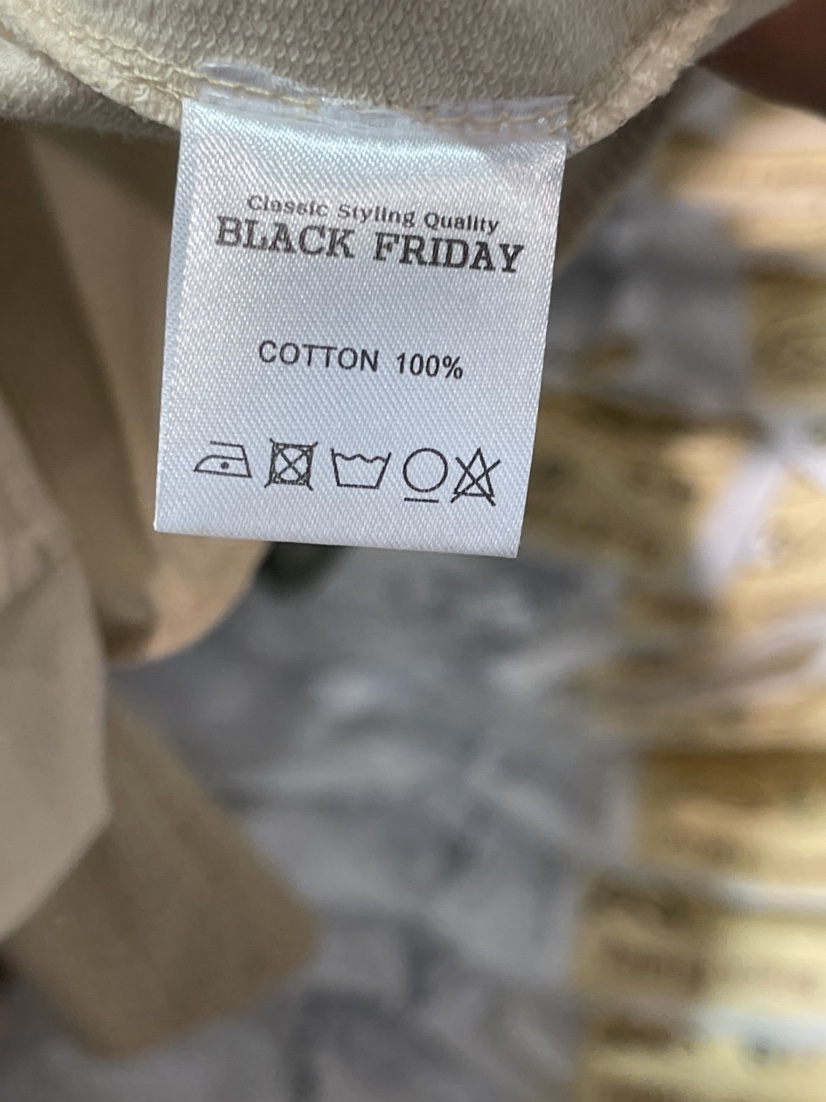 Classic Styling Quality
BLACK FRIDAY
COTTON 100%